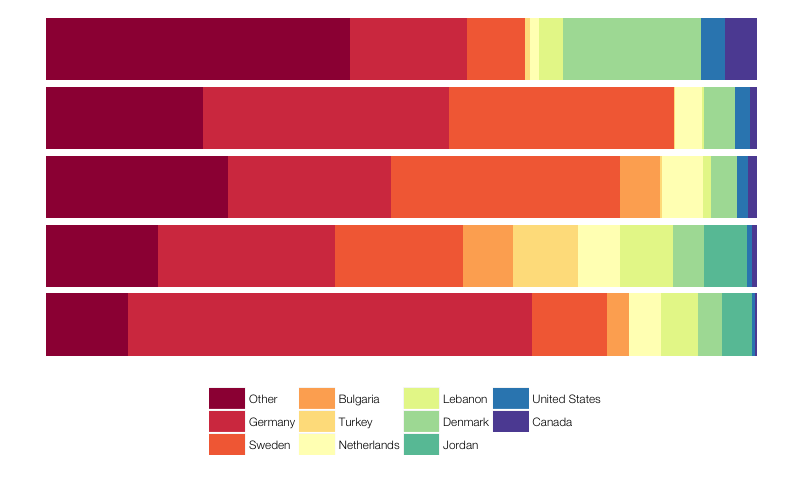 Other Bulgaria Lebanon United States
Germany Turkey Denmark Canada
Sweden Netherlands Jordan